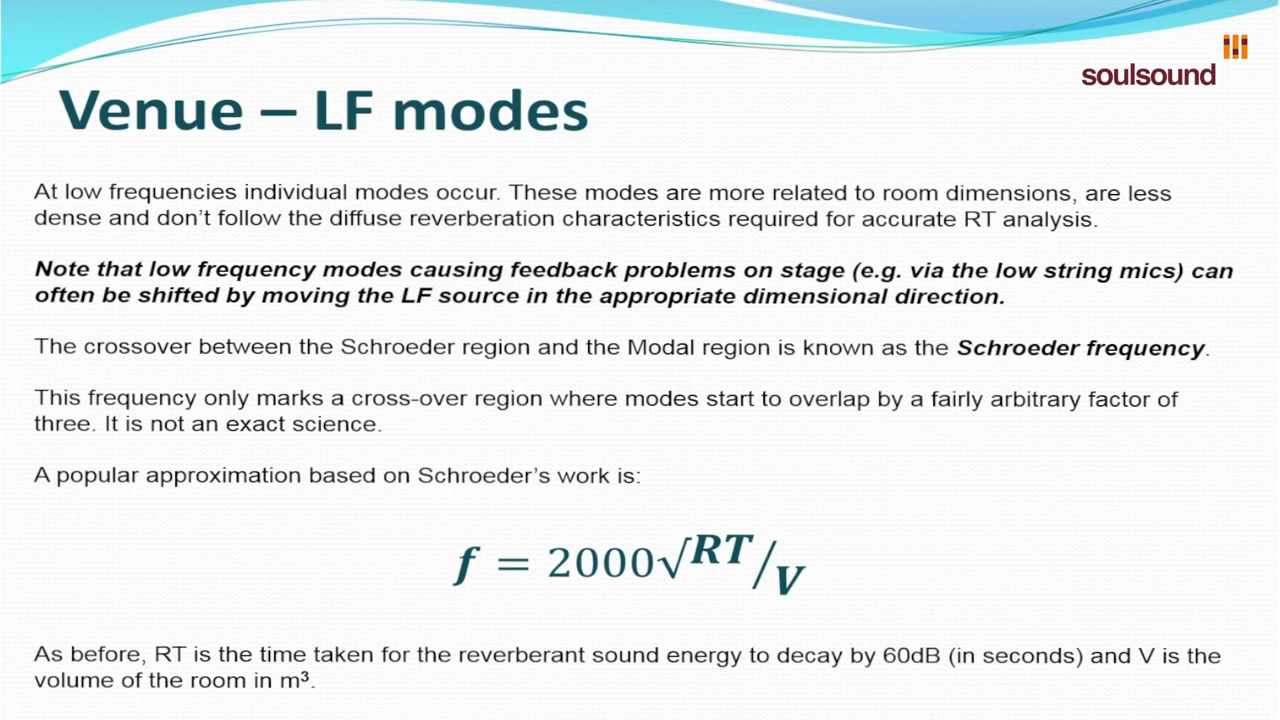 soulsound
Venue – LF modes
At low frequencies individual modes occur. These modes are more related to room dimensions, are less
dense and don’t follow the diffuse reverberation characteristics required for accurate RT analysis.
Note that low frequency modes causing feedback problems on stage (e.g. via the low string mics) can
often be shifted by moving the LF source in the appropriate dimensional direction.
The crossover between the Schroeder region and the Modal region is known as the Schroeder frequency.
This frequency only marks a cross-over region where modes start to overlap by a fairly arbitrary factor of
three. It is not an exact science.
A popular approximation based on Schroeder’s work is:
f = 2000√RT/V
As before, RT is the time taken for the reverberant sound energy to decay by 60dB (in seconds) and V is the
volume of the room in m³.